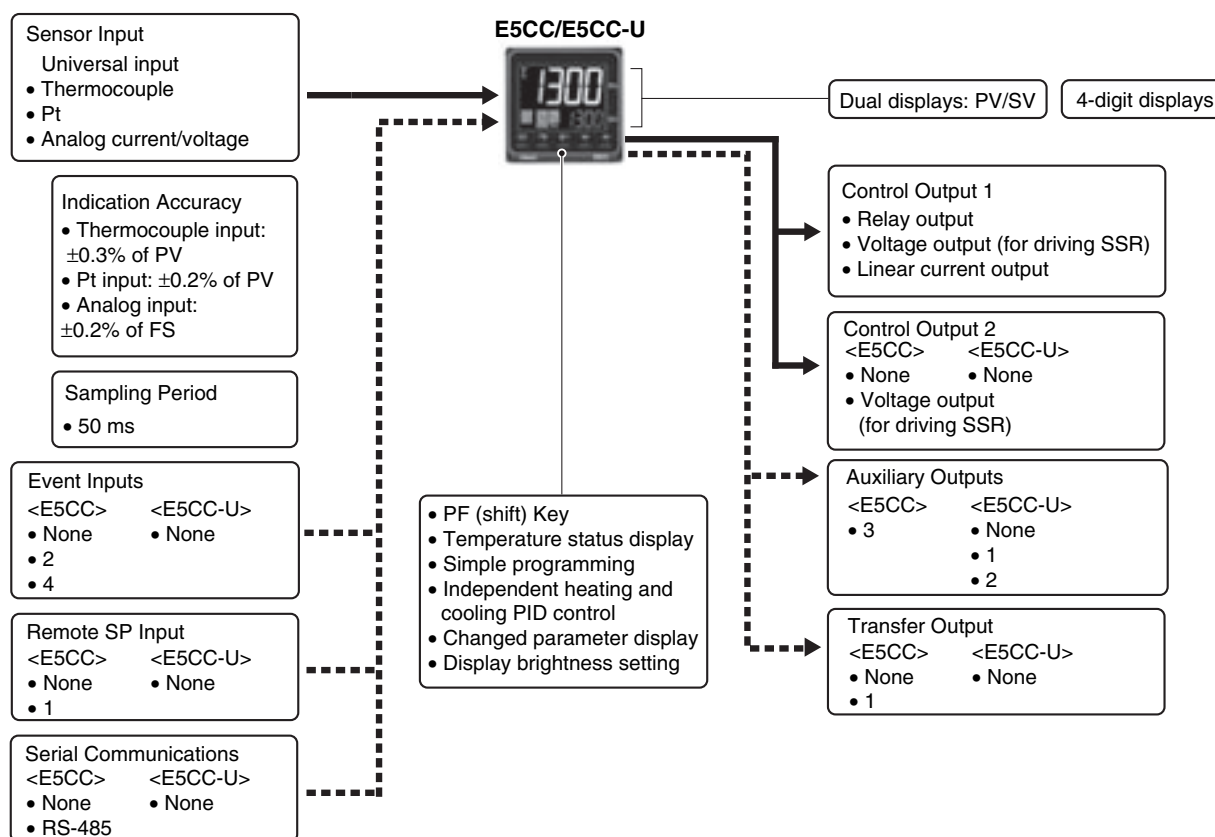 E5CC/E5CC-U
Sensor Input
Universal input
• Thermocouple
• Pt
• Analog current/voltage
1300
1300
Dual displays: PV/SV
4-digit displays
Indication Accuracy
• Thermocouple input:
±0.3% of PV
• Pt input: ±0.2% of PV
• Analog input:
±0.2% of FS
Sampling Period
• 50 ms
Event Inputs
<E5CC> <E5CC-U>
• None • None
• 2
• 4
Remote SP Input
<E5CC> <E5CC-U>
• None • None
• 1
Serial Communications
<E5CC> <E5CC-U>
• None • None
• RS-485
• PF (shift) Key
• Temperature status display
• Simple programming
• Independent heating and
cooling PID control
• Changed parameter display
• Display brightness setting
Control Output 1
• Relay output
• Voltage output (for driving SSR)
• Linear current output
Control Output 2
<E5CC> <E5CC-U>
• None • None
• Voltage output
(for driving SSR)
Auxiliary Outputs
<E5CC> <E5CC-U>
• 3 • None
• 1
• 2
Transfer Output
<E5CC> <E5CC-U>
• None • None
• 1